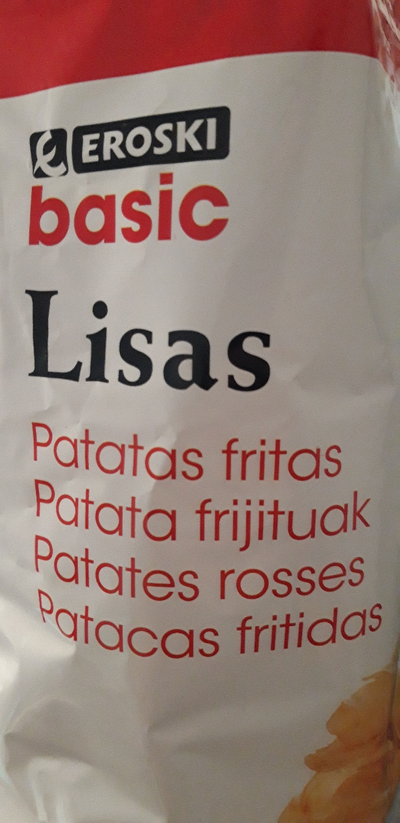 EROSKI
basic
Lisas
Patatas fritas
Patata frijituak
Patates rosses
Patacas fritidas